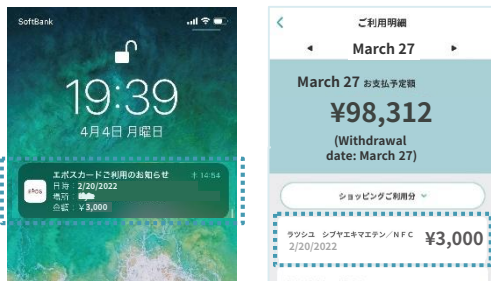 SoftBank
19:39
4月4日 月曜日
エポスカードご利用のお知らせ 木 14:54
日時：2/20/2022
場所：
金額：￥3,000
EPOS
ご利用明細
March 27
March 27 お支払予定額
¥98,312
(Withdrawal
date: March 27)
ショッピングご利用分
ラツシユ シブヤエキマエテン／ＮＦＣ ¥3,000
2/20/2022